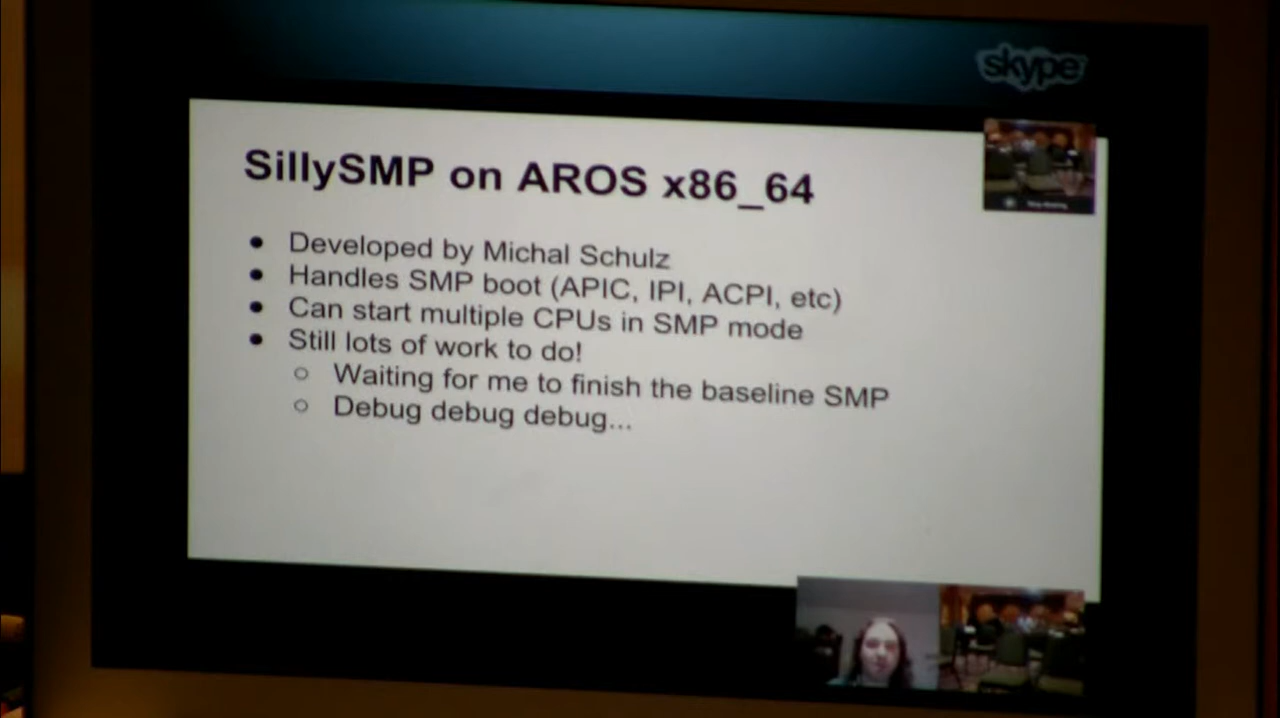 skype
SillySMP on AROS x86_64
● Developed by Michal Schulz
● Handles SMP boot (APIC, IPI, ACPI, etc)
● Can start multiple CPUs in SMP mode
● Still lots of work to do!
○ Waiting for me to finish the baseline SMP
○ Debug debug debug...